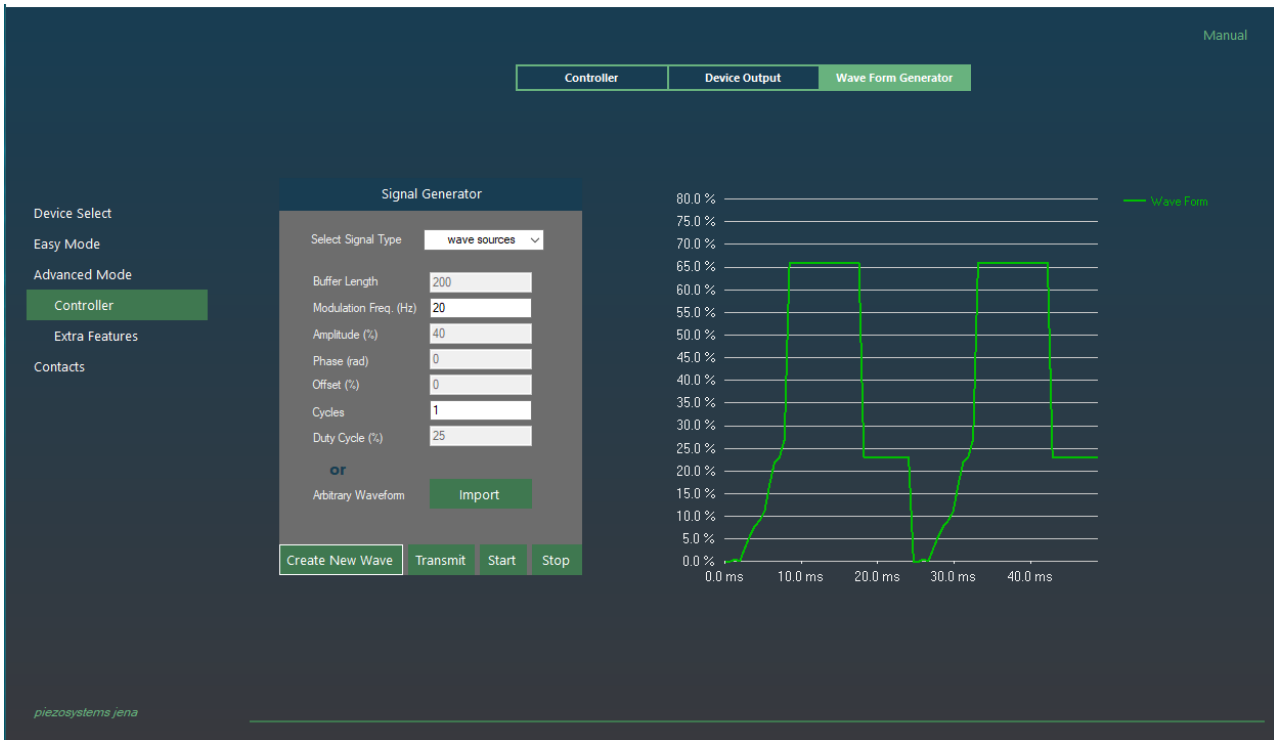 Manual
Controller Device Output Wave Form Generator
Device Select
Easy Mode
Advanced Mode
Controller
Extra Features
Contacts
Signal Generator
Select Signal Type wave sources
Buffer Length 200
Modulation Freq. (Hz) 20
Amplitude (%) 40
Phase (rad) 0
Offset (%) 0
Cycles 1
Duty Cycle (%) 25
or
Arbitrary Waveform Import
Create New Wave Transmit Start Stop
80.0 %
75.0 %
70.0 %
65.0 %
60.0 %
55.0 %
50.0 %
45.0 %
40.0 %
35.0 %
30.0 %
25.0 %
20.0 %
15.0 %
10.0 %
5.0 %
0.0 %
0.0 ms 10.0 ms 20.0 ms 30.0 ms 40.0 ms
Wave Form
piezosystems jena